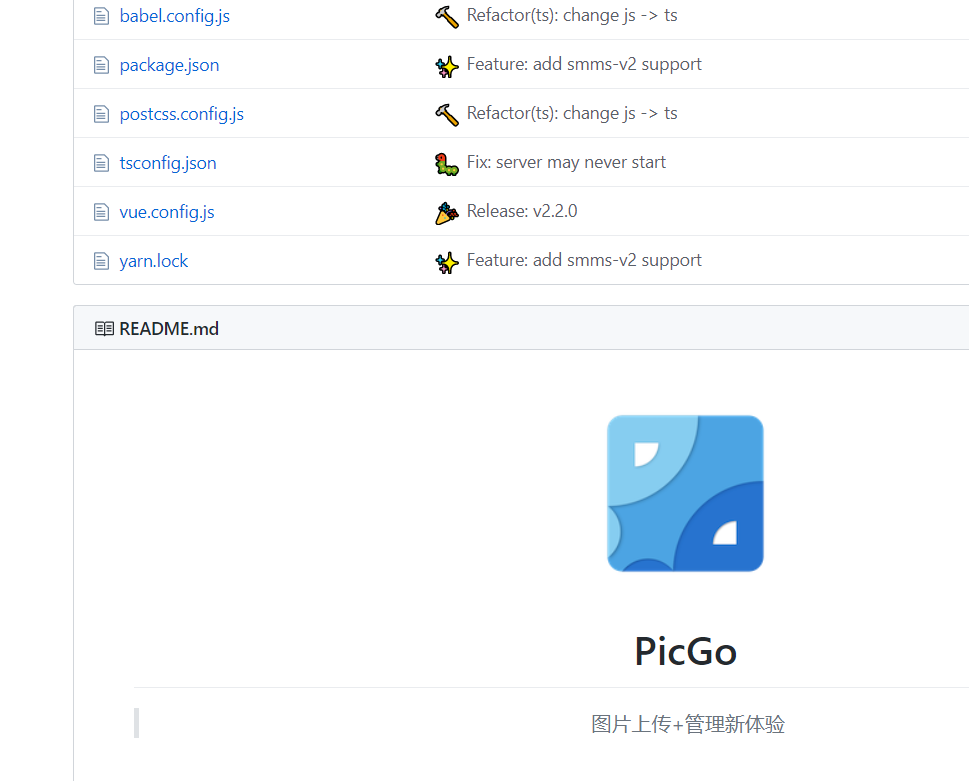 babel.config.js Refactor(ts): change js -> ts
package.json Feature: add smms-v2 support
postcss.config.js Refactor(ts): change js -> ts
tsconfig.json Fix: server may never start
vue.config.js Release: v2.2.0
yarn.lock Feature: add smms-v2 support
README.md
PicGo
图片上传+管理新体验